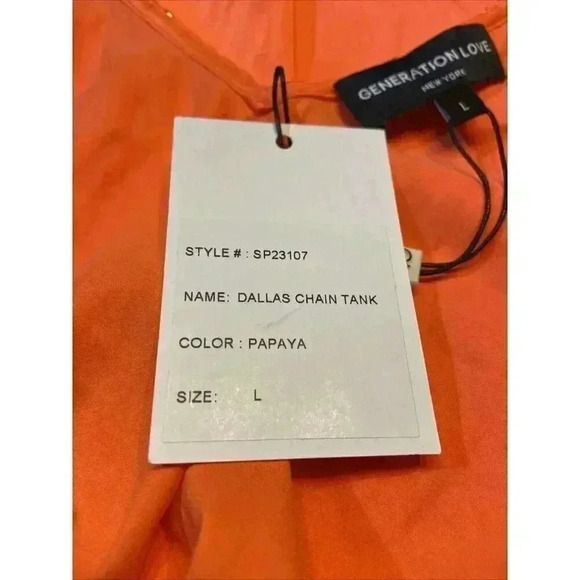 GENERATION LOVE
NEW YORK
L
STYLE # : SP23107
NAME: DALLAS CHAIN TANK
COLOR : PAPAYA
SIZE: L